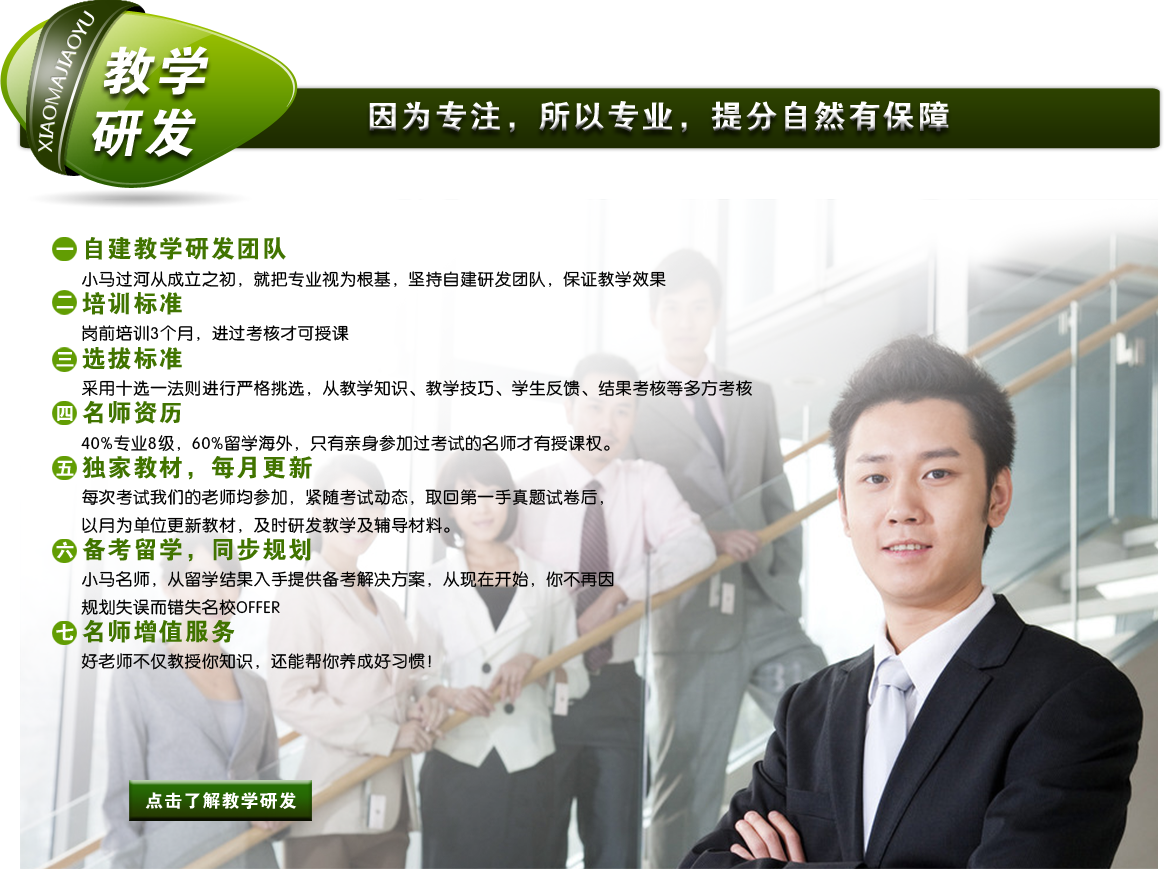 XIAOMAJIAOYU
教学
研发
因为专注，所以专业，提分自然有保障
一 自建教学研发团队
小马过河从成立之初，就把专业视为根基，坚持自建研发团队，保证教学效果
二 培训标准
岗前培训3个月，进过考核才可授课
三 选拔标准
采用十选一法则进行严格挑选，从教学知识、教学技巧、学生反馈、结果考核等多方考核
四 名师资历
40%专业8级，60%留学海外，只有亲身参加过考试的名师才有授课权。
五 独家教材，每月更新
每次考试我们的老师均参加，紧随考试动态，取回第一手真题试卷后，
以月为单位更新教材，及时研发教学及辅导材料。
六 备考留学，同步规划
小马名师，从留学结果入手提供备考解决方案，从现在开始，你不再因
规划失误而错失名校OFFER
七 名师增值服务
好老师不仅教授你知识，还能帮你养成好习惯！
点击了解教学研发